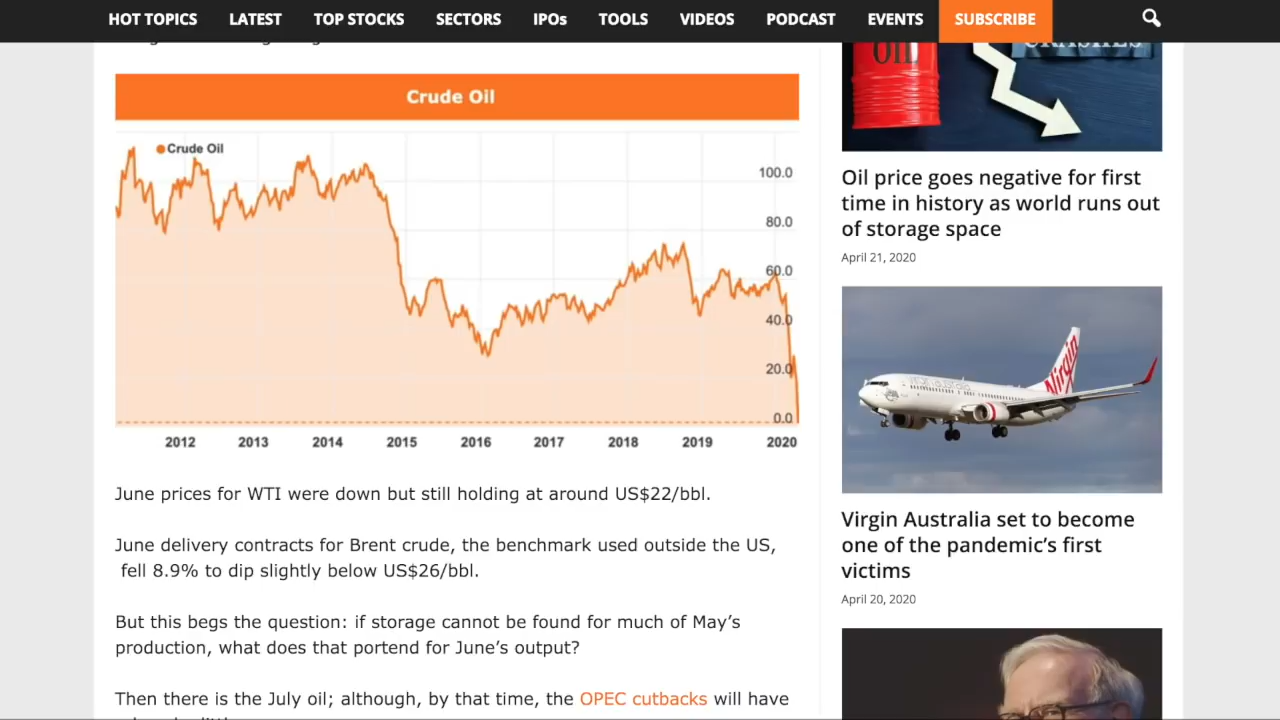 HOT TOPICS LATEST TOP STOCKS SECTORS IPOs TOOLS VIDEOS PODCAST EVENTS SUBSCRIBE
Crude Oil
Crude Oil
100.0
80.0
60.0
40.0
20.0
0.0
2012 2013 2014 2015 2016 2017 2018 2019 2020
June prices for WTI were down but still holding at around US$22/bbl.
June delivery contracts for Brent crude, the benchmark used outside the US,
fell 8.9% to dip slightly below US$26/bbl.
But this begs the question: if storage cannot be found for much of May’s
production, what does that portend for June’s output?
Then there is the July oil; although, by that time, the OPEC cutbacks will have
OIL
CRASHES
Oil price goes negative for first
time in history as world runs out
of storage space
April 21, 2020
Virgin
Virgin Australia set to become
one of the pandemic’s first
victims
April 20, 2020